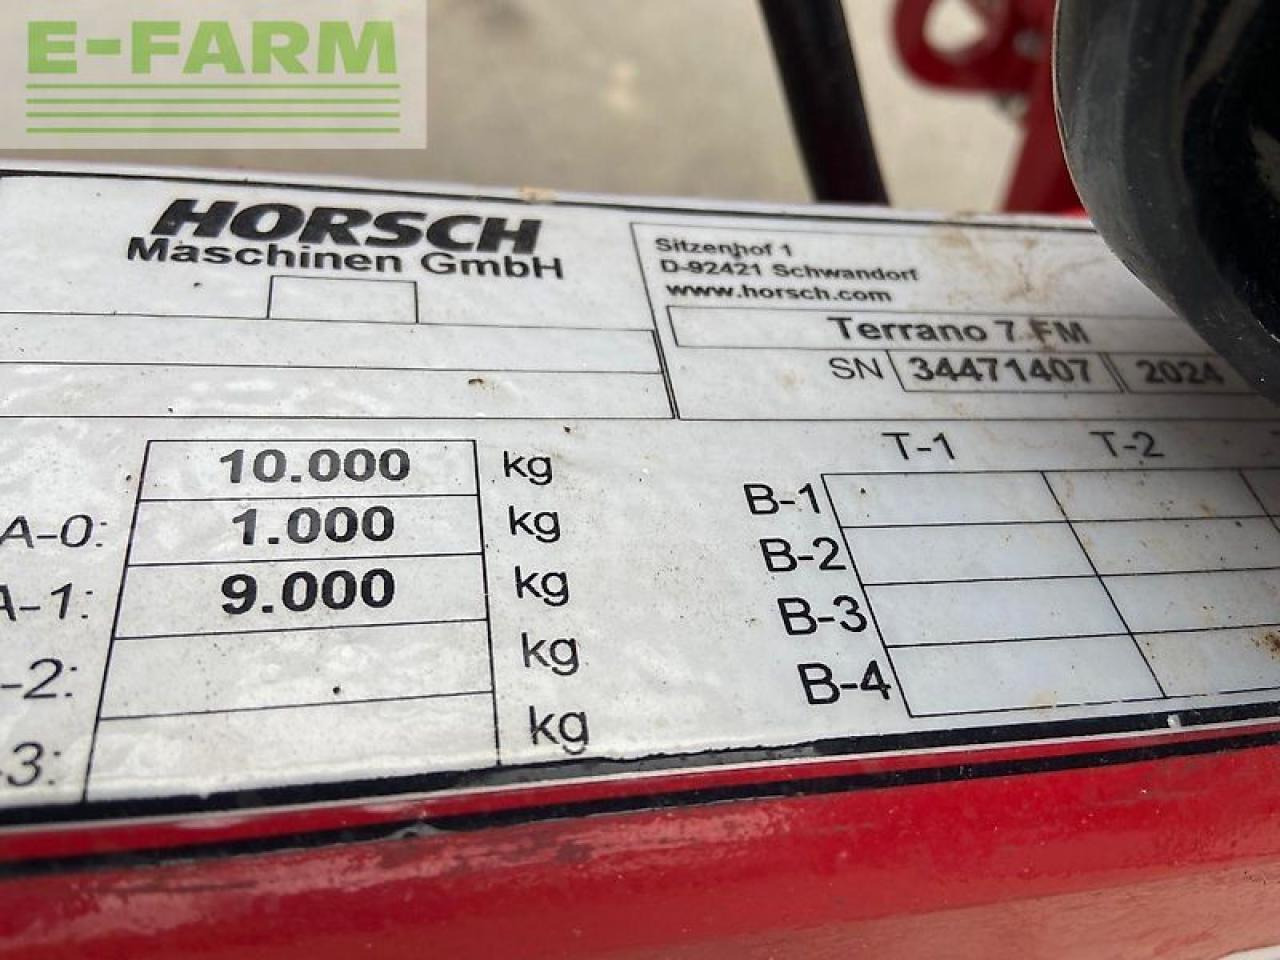 E-FARM
HORSCH
Maschinen GmbH
Sitzenhof 1
D-92421 Schwandorf
www.horsch.com
Terrano 7 FM
SN 34471407 2024
10.000 kg
A-0: 1.000 kg
A-1: 9.000 kg
-2: kg
-3: kg
T-1 T-2
B-1
B-2
B-3
B-4